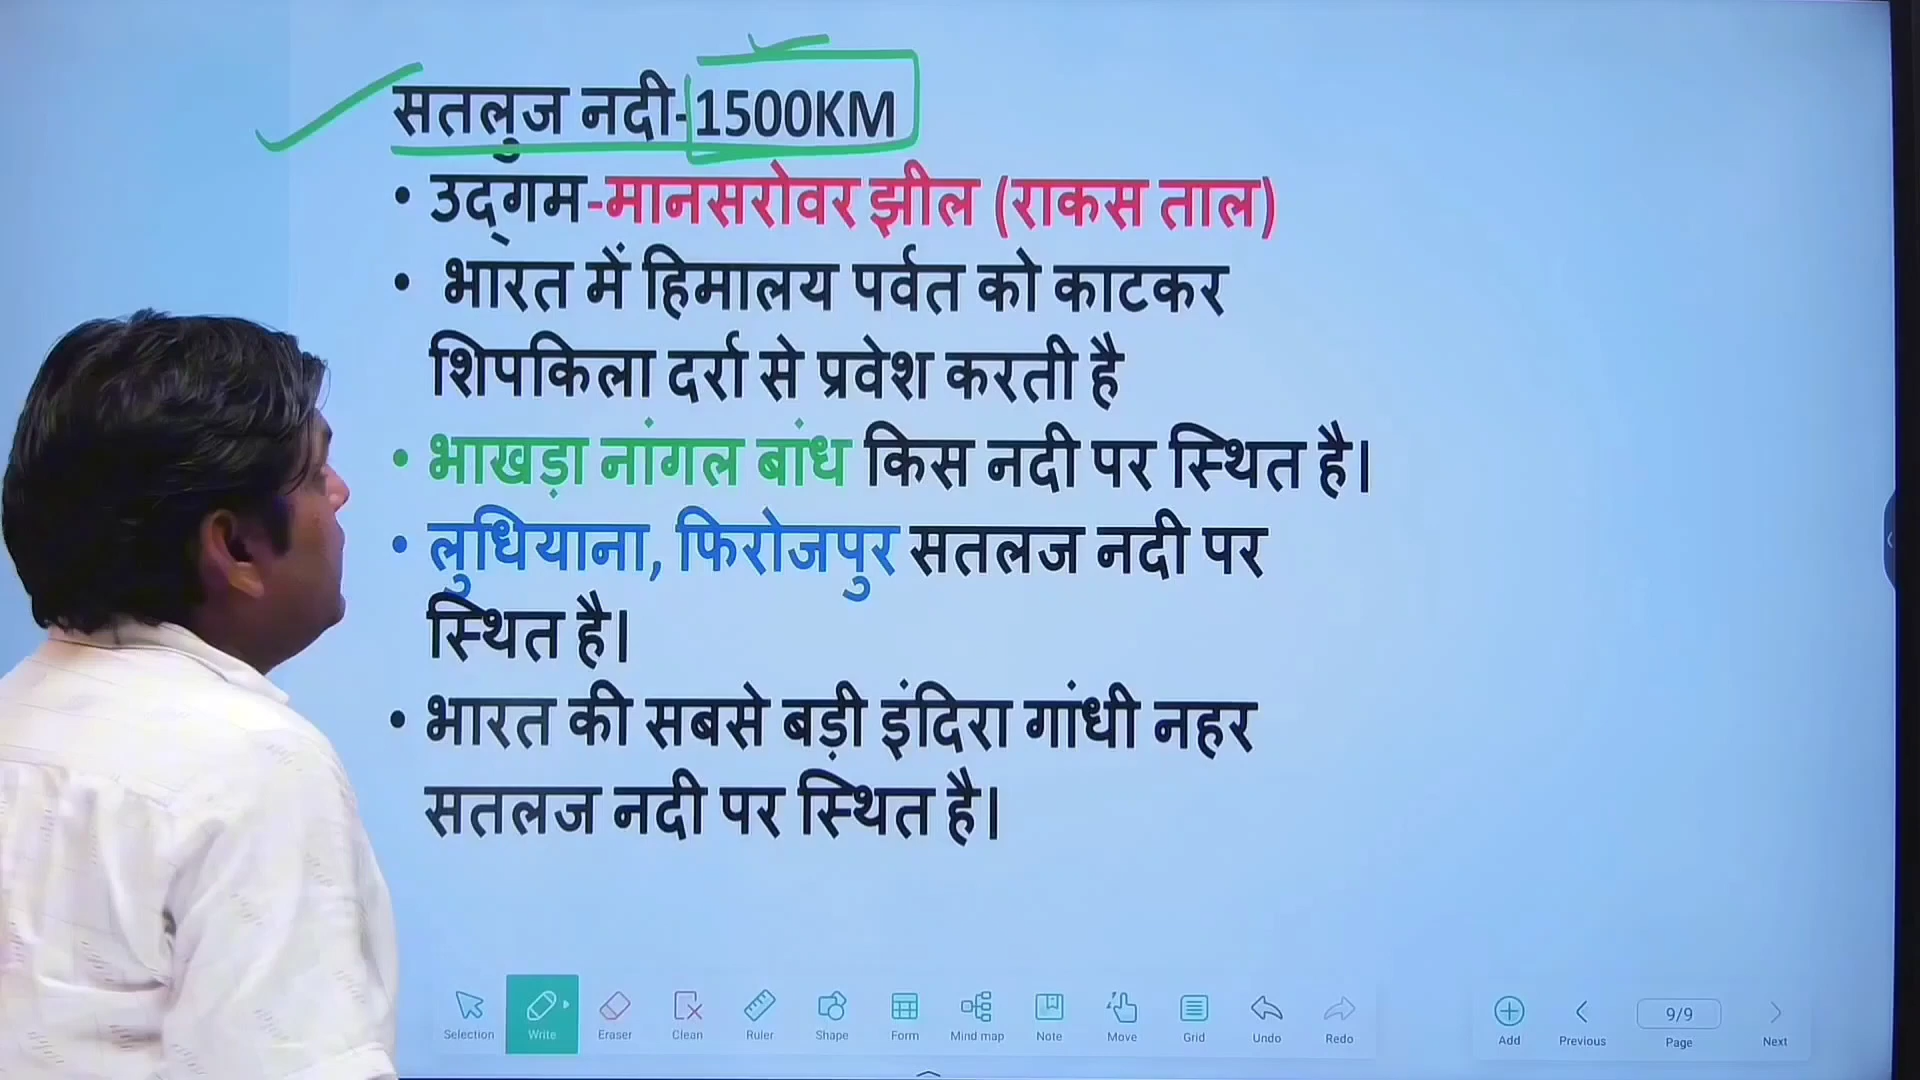 सतलुज नदी-1500KM
• उद्गम-मानसरोवर झील (राकस ताल)
• भारत में हिमालय पर्वत को काटकर
शिपकिला दर्रा से प्रवेश करती है
• भाखड़ा नांगल बांध किस नदी पर स्थित है।
• लुधियाना, फिरोजपुर सतलज नदी पर
स्थित है।
• भारत की सबसे बड़ी इंदिरा गांधी नहर
सतलज नदी पर स्थित है।
Selection Write Eraser Clean Ruler Shape Form Mind map Note Move Grid Undo Redo Add Previous 9/9 Page Next